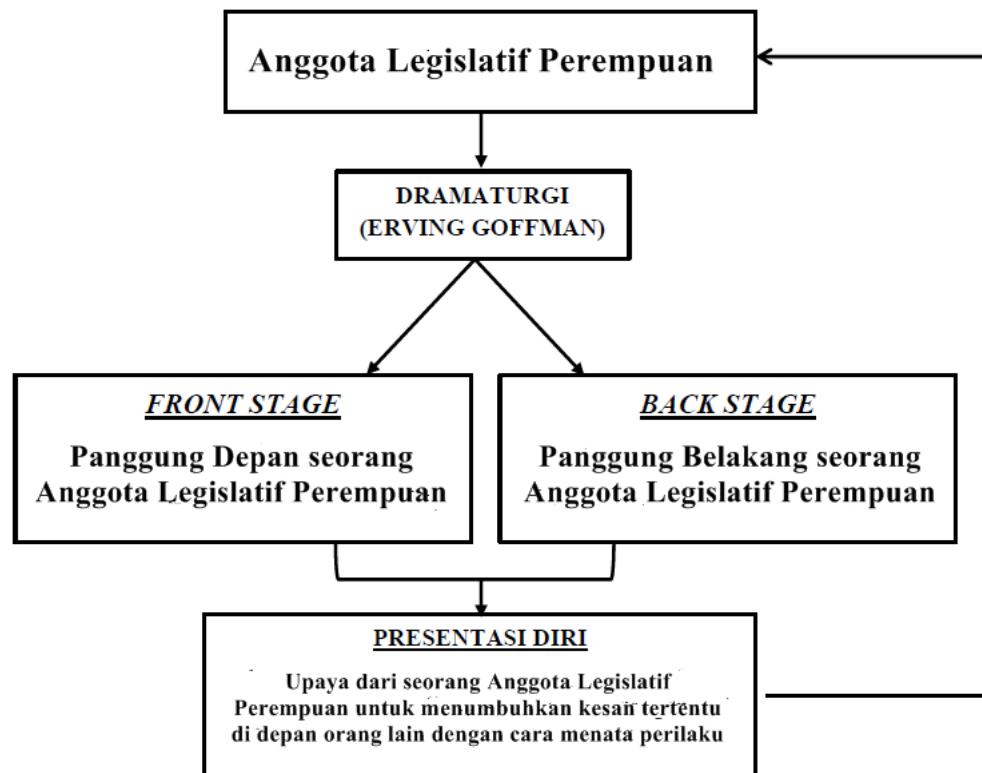 Anggota Legislatif Perempuan
DRAMATURGI
(ERVING GOFFMAN)
FRONT STAGE
Panggung Depan seorang
Anggota Legislatif Perempuan
BACK STAGE
Panggung Belakang seorang
Anggota Legislatif Perempuan
PRESENTASI DIRI
Upaya dari seorang Anggota Legislatif
Perempuan untuk menumbuhkan kesan tertentu
di depan orang lain dengan cara menata perilaku